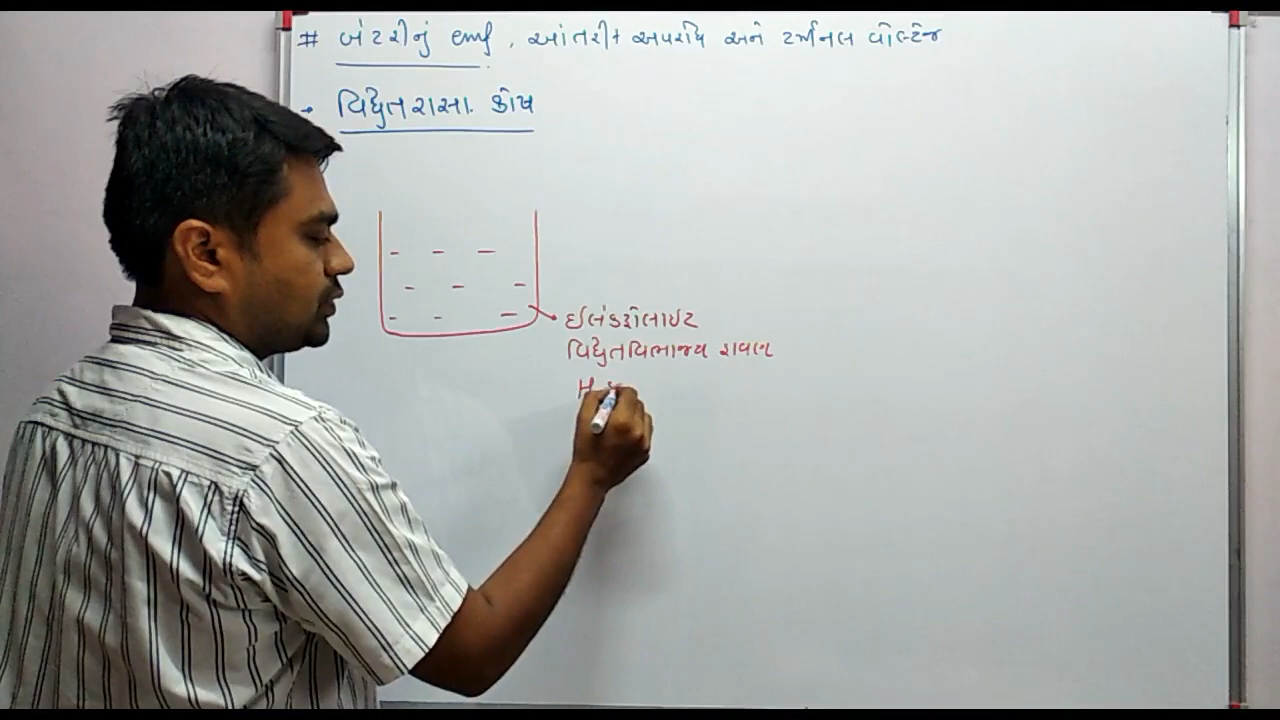 # બેટરીનું emf, આંતરીક અવરોધ અને ટર્મિનલ વોલ્ટેજ
→ વિદ્યુતરાસા. કોષ
ઈલેકટ્રોલાઈટ
વિદ્યુતવિભાજ્ય દ્રાવણ
H